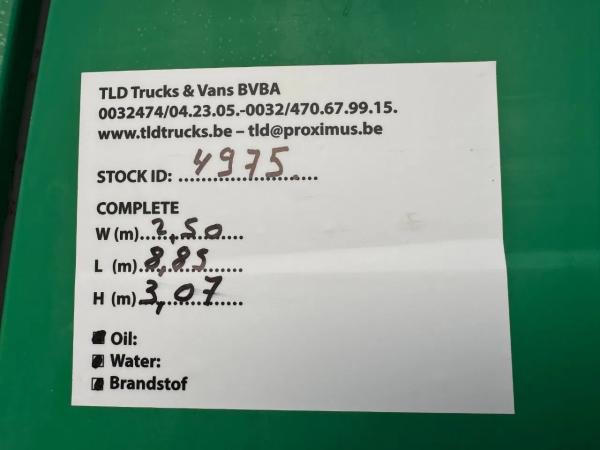 TLD Trucks & Vans BVBA
0032474/04.23.05.-0032/470.67.99.15.
www.tldtrucks.be – tld@proximus.be
STOCK ID: 4975
COMPLETE
W (m) 2,50
L (m) 8,85
H (m) 3,07
Oil:
Water:
Brandstof